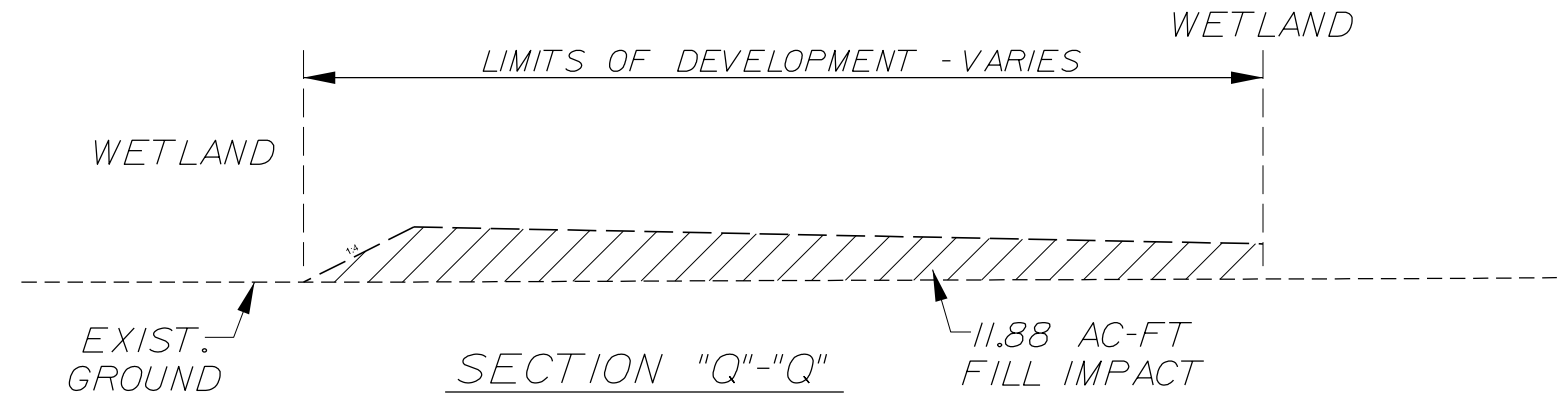 WETLAND
LIMITS OF DEVELOPMENT - VARIES
WETLAND
1:4
EXIST.
GROUND
SECTION "Q"-"Q"
11.88 AC-FT
FILL IMPACT